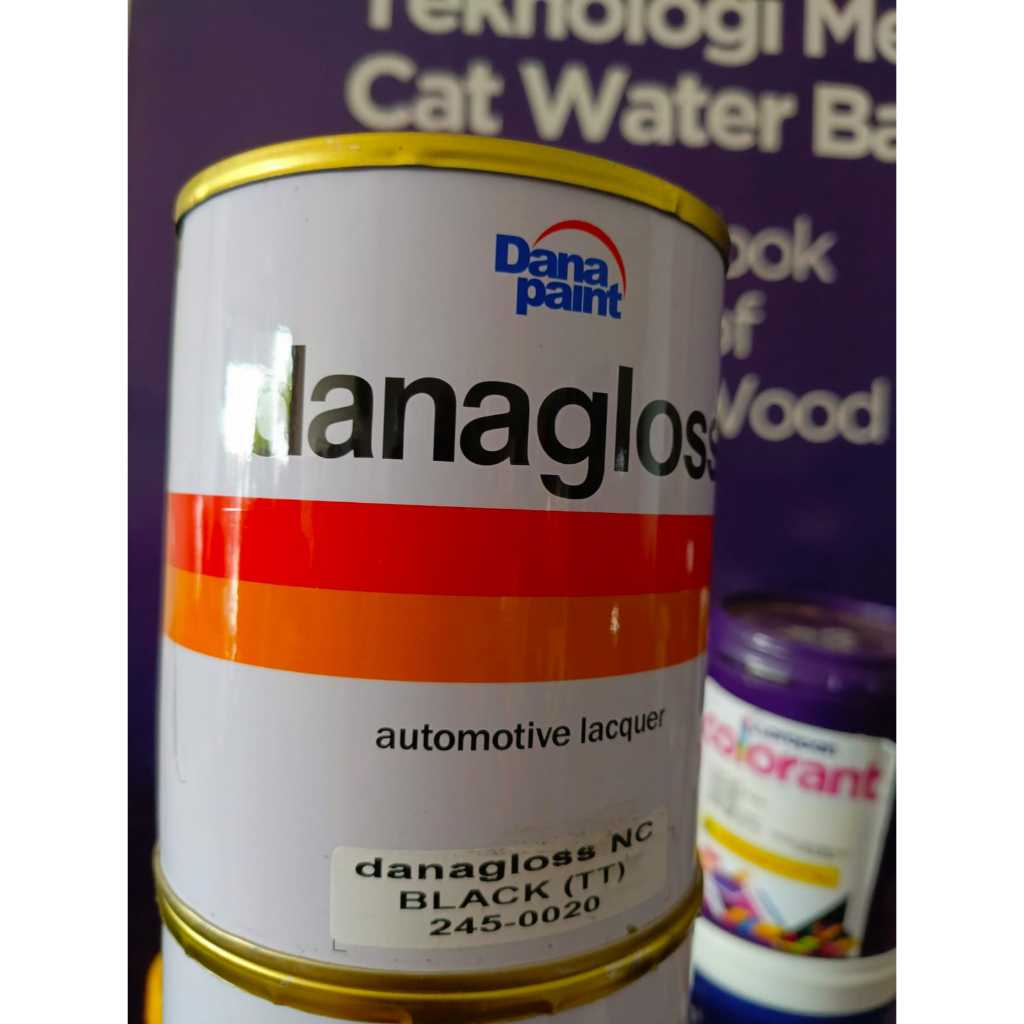 Teknologi Me
Cat Water Ba
ook
of
Wood
Dana
paint
danagloss
automotive lacquer
danagloss NC
BLACK (TT)
245-0020
colorant